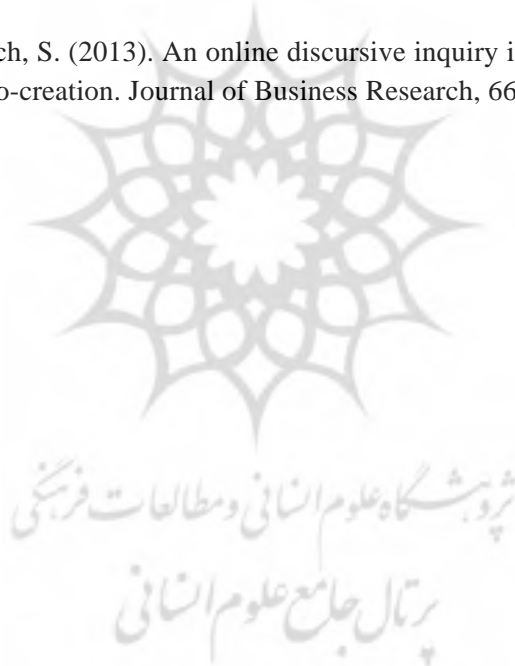 ch, S. (2013). An online discursive inquiry i
o-creation. Journal of Business Research, 66
پژوهشگاه علوم انسانی و مطالعات فرهنگی
پرتال جامع علوم انسانی